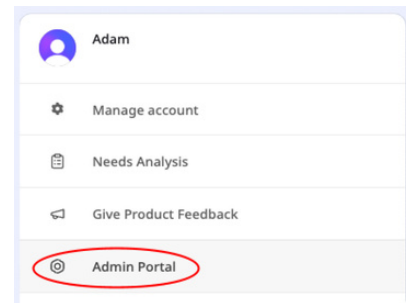 Adam
Manage account
Needs Analysis
Give Product Feedback
Admin Portal